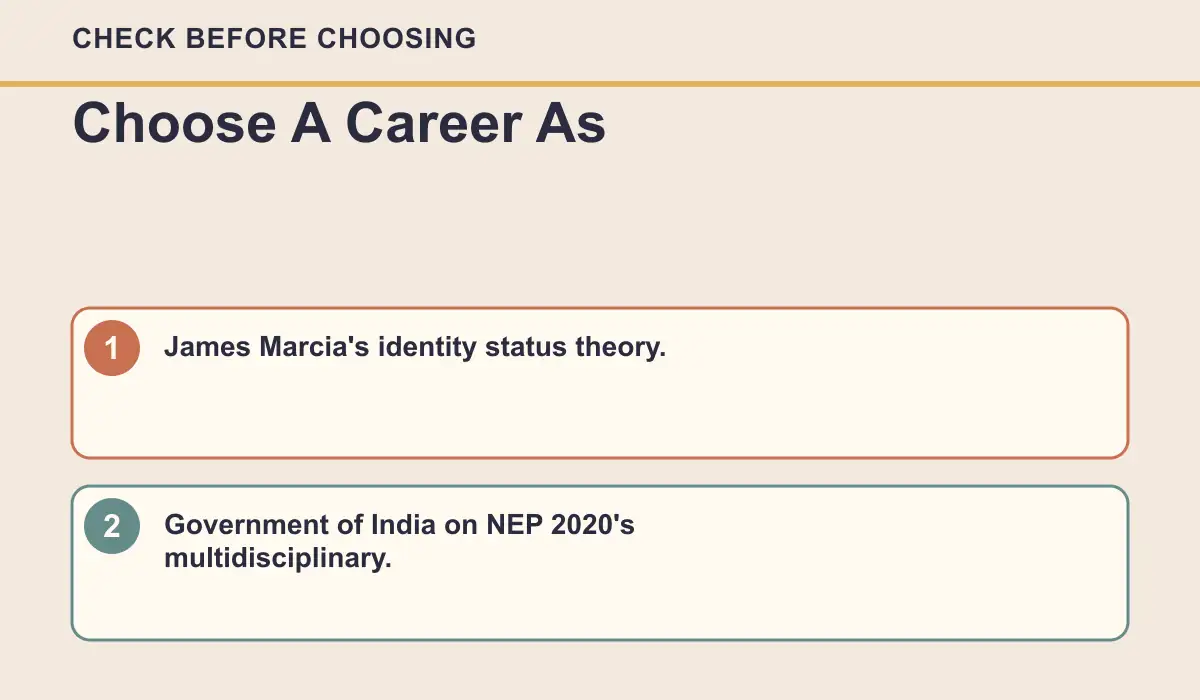 CHECK BEFORE CHOOSING
Choose A Career As
1
James Marcia's identity status theory.
2
Government of India on NEP 2020's
multidisciplinary.